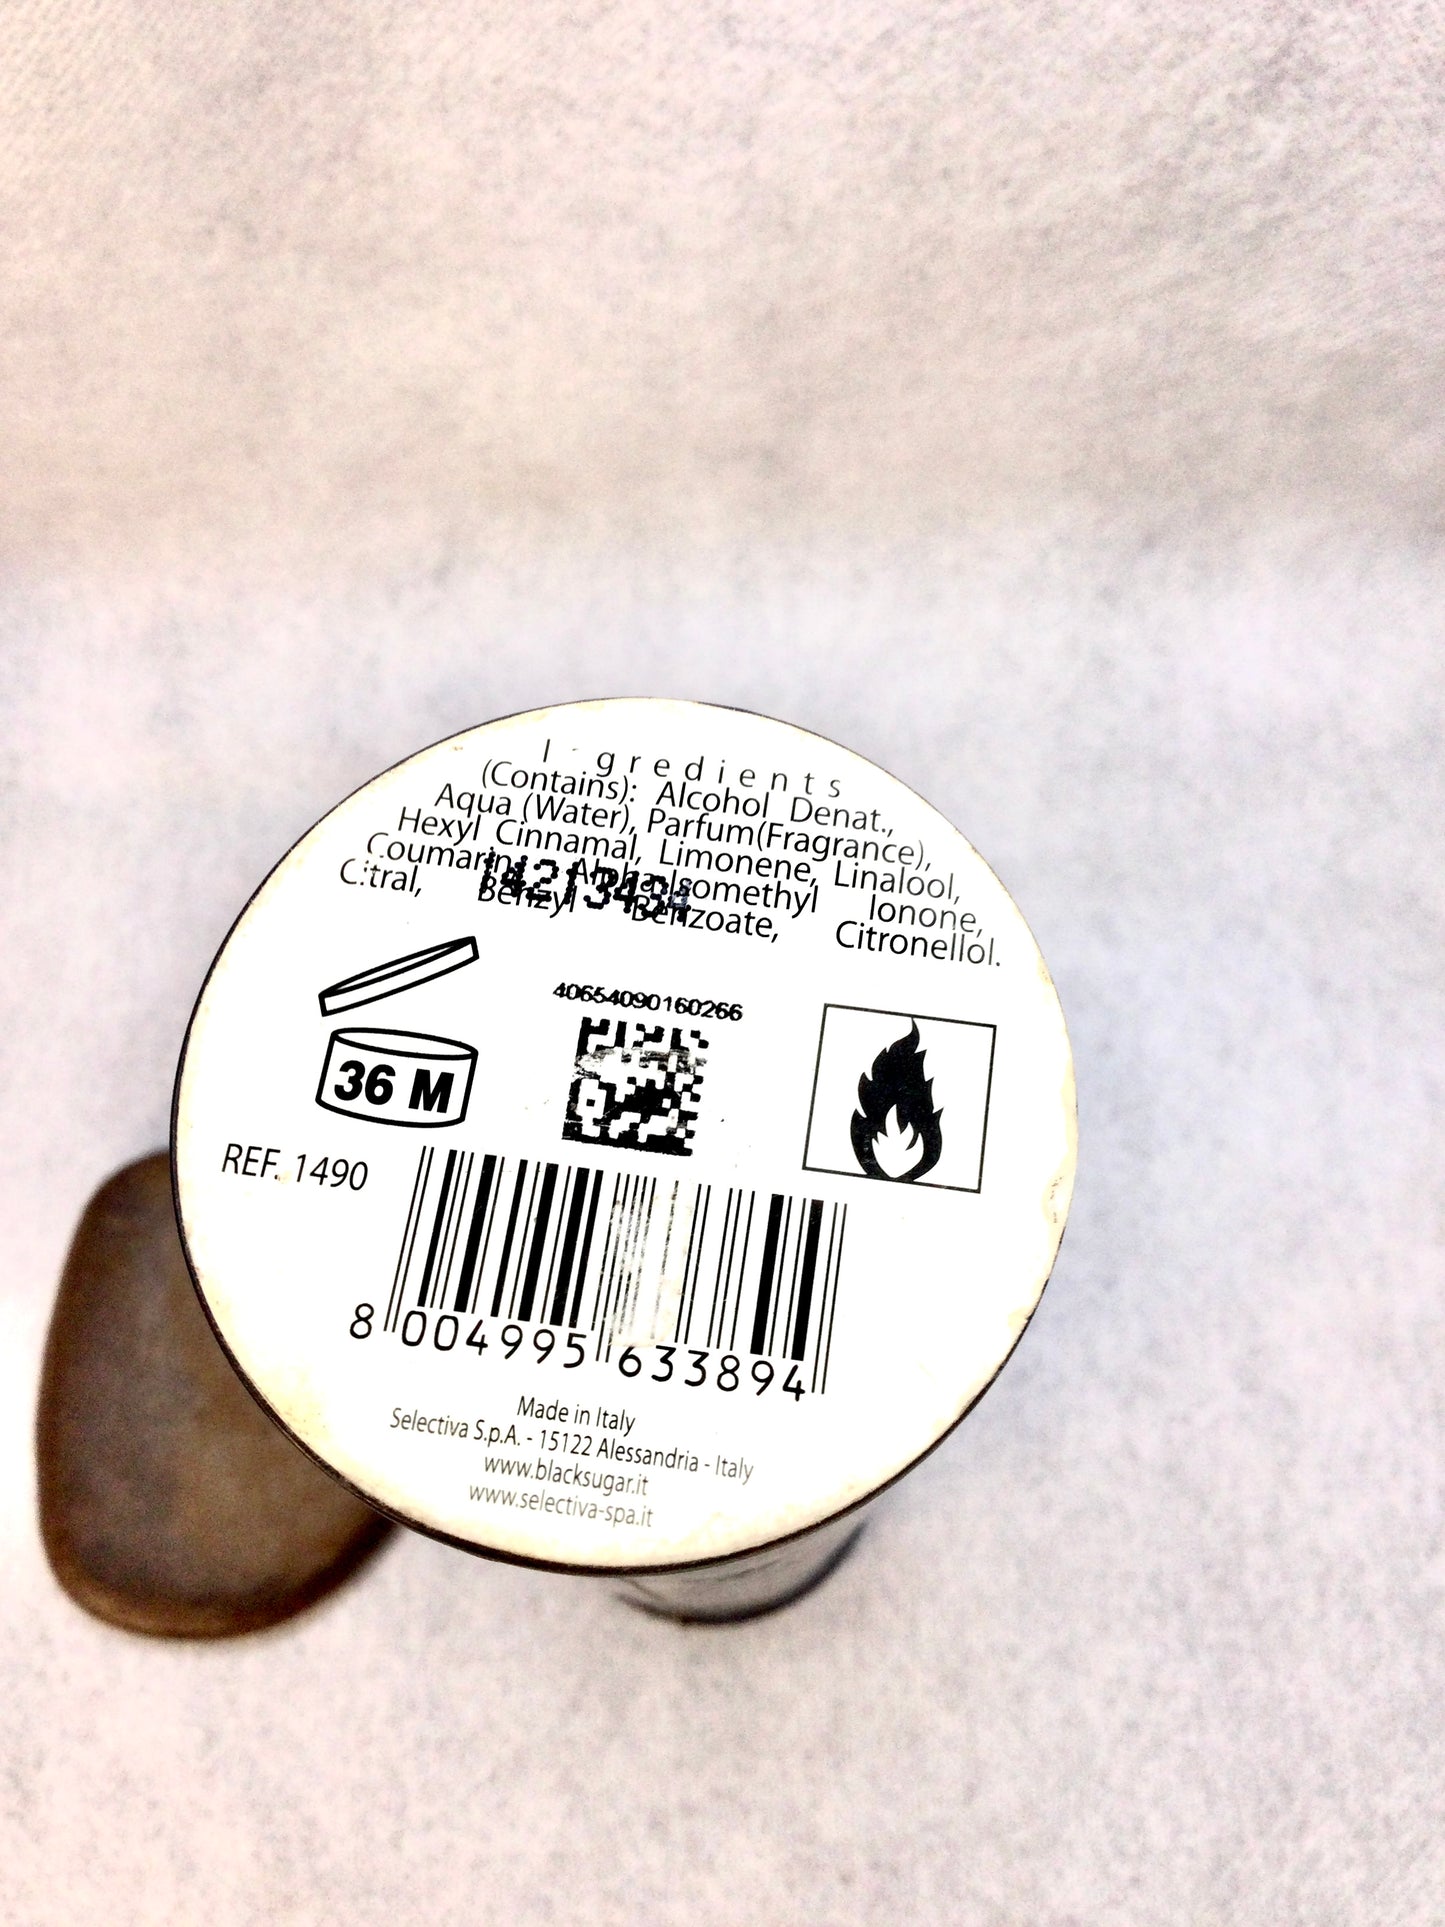 I gredients
(Contains): Alcohol Denat.,
Aqua (Water), Parfum(Fragrance),
Hexyl Cinnamal, Limonene, Linalool,
Coumarin, Alpha Isomethyl Ionone,
Citral, Benzyl Benzoate, Citronellol.
40654090160266
36 M
REF. 1490
8 004995 633894
Made in Italy
Selectiva S.p.A. - 15122 Alessandria - Italy
www.blacksugar.it
www.selectiva-spa.it